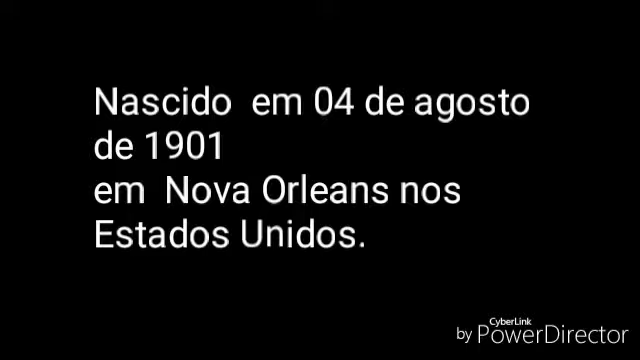 Nascido  em 04 de agosto
de 1901
em  Nova Orleans nos
Estados Unidos.
CyberLink
by PowerDirector